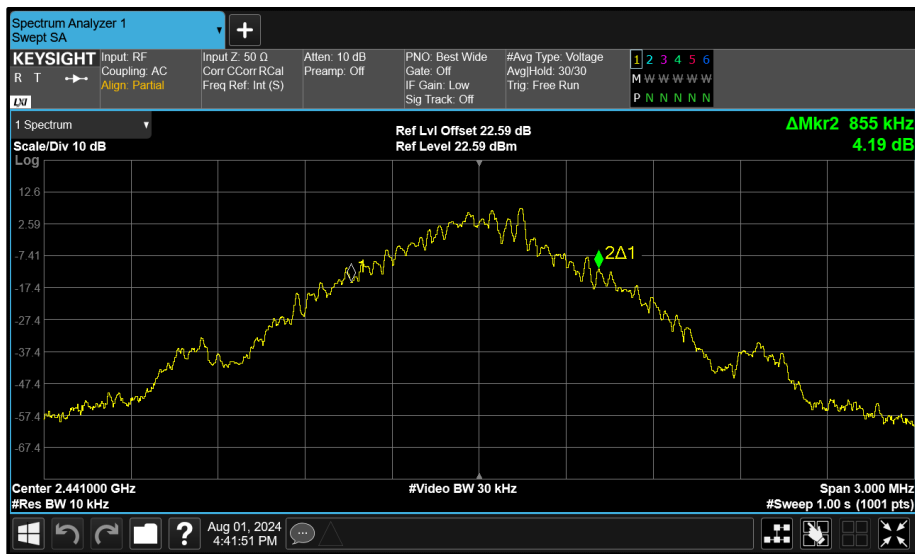 Spectrum Analyzer 1
Swept SA
+
KEYSIGHT
R T
LXI
Input: RF
Coupling: AC
Align: Partial
Input Z: 50 Ω
Corr CCorr RCal
Freq Ref: Int (S)
Atten: 10 dB
Preamp: Off
PNO: Best Wide
Gate: Off
IF Gain: Low
Sig Track: Off
#Avg Type: Voltage
Avg|Hold: 30/30
Trig: Free Run
1 2 3 4 5 6
M W W W W W
P N N N N N
1 Spectrum
Scale/Div 10 dB
Log
Ref Lvl Offset 22.59 dB
Ref Level 22.59 dBm
ΔMkr2 855 kHz
4.19 dB
12.6
2.59
-7.41
-17.4
-27.4
-37.4
-47.4
-57.4
-67.4
1
2Δ1
Center 2.441000 GHz
#Res BW 10 kHz
#Video BW 30 kHz
Span 3.000 MHz
#Sweep 1.00 s (1001 pts)
?
Aug 01, 2024
4:41:51 PM